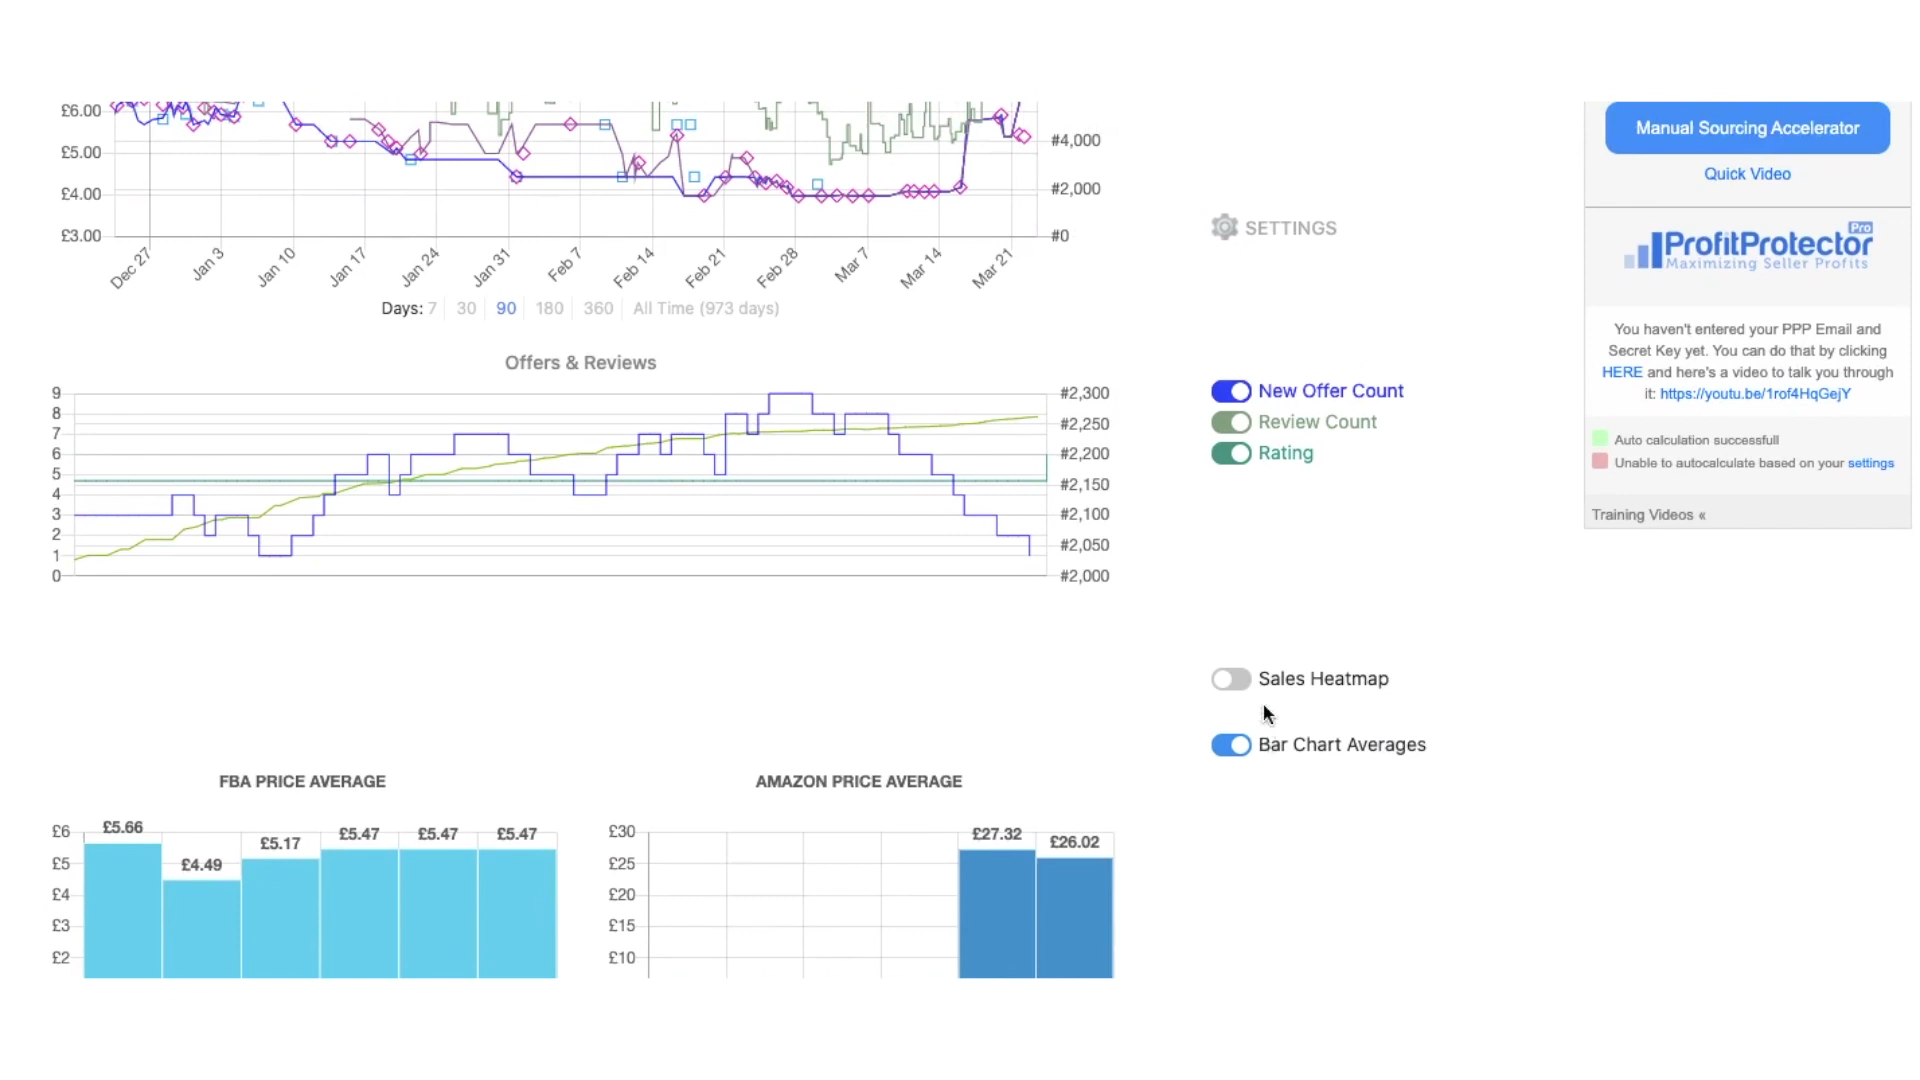 £6.00
£5.00
£4.00
£3.00
#4,000
#2,000
#0
Dec 27
Jan 3
Jan 10
Jan 17
Jan 24
Jan 31
Feb 7
Feb 14
Feb 21
Feb 28
Mar 7
Mar 14
Mar 21
Days: 7 30 90 180 360 All Time (973 days)
SETTINGS
Offers & Reviews
9
8
7
6
5
4
3
2
1
0
#2,300
#2,250
#2,200
#2,150
#2,100
#2,050
#2,000
New Offer Count
Review Count
Rating
Sales Heatmap
Bar Chart Averages
FBA PRICE AVERAGE
£6
£5
£4
£3
£2
£5.66
£4.49
£5.17
£5.47
£5.47
£5.47
AMAZON PRICE AVERAGE
£30
£25
£20
£15
£10
£27.32
£26.02
Manual Sourcing Accelerator
Quick Video
ProfitProtector Pro
Maximizing Seller Profits
You haven't entered your PPP Email and
Secret Key yet. You can do that by clicking
HERE and here's a video to talk you through
it: https://youtu.be/1rof4HqGejY
Auto calculation successfull
Unable to autocalculate based on your settings
Training Videos «